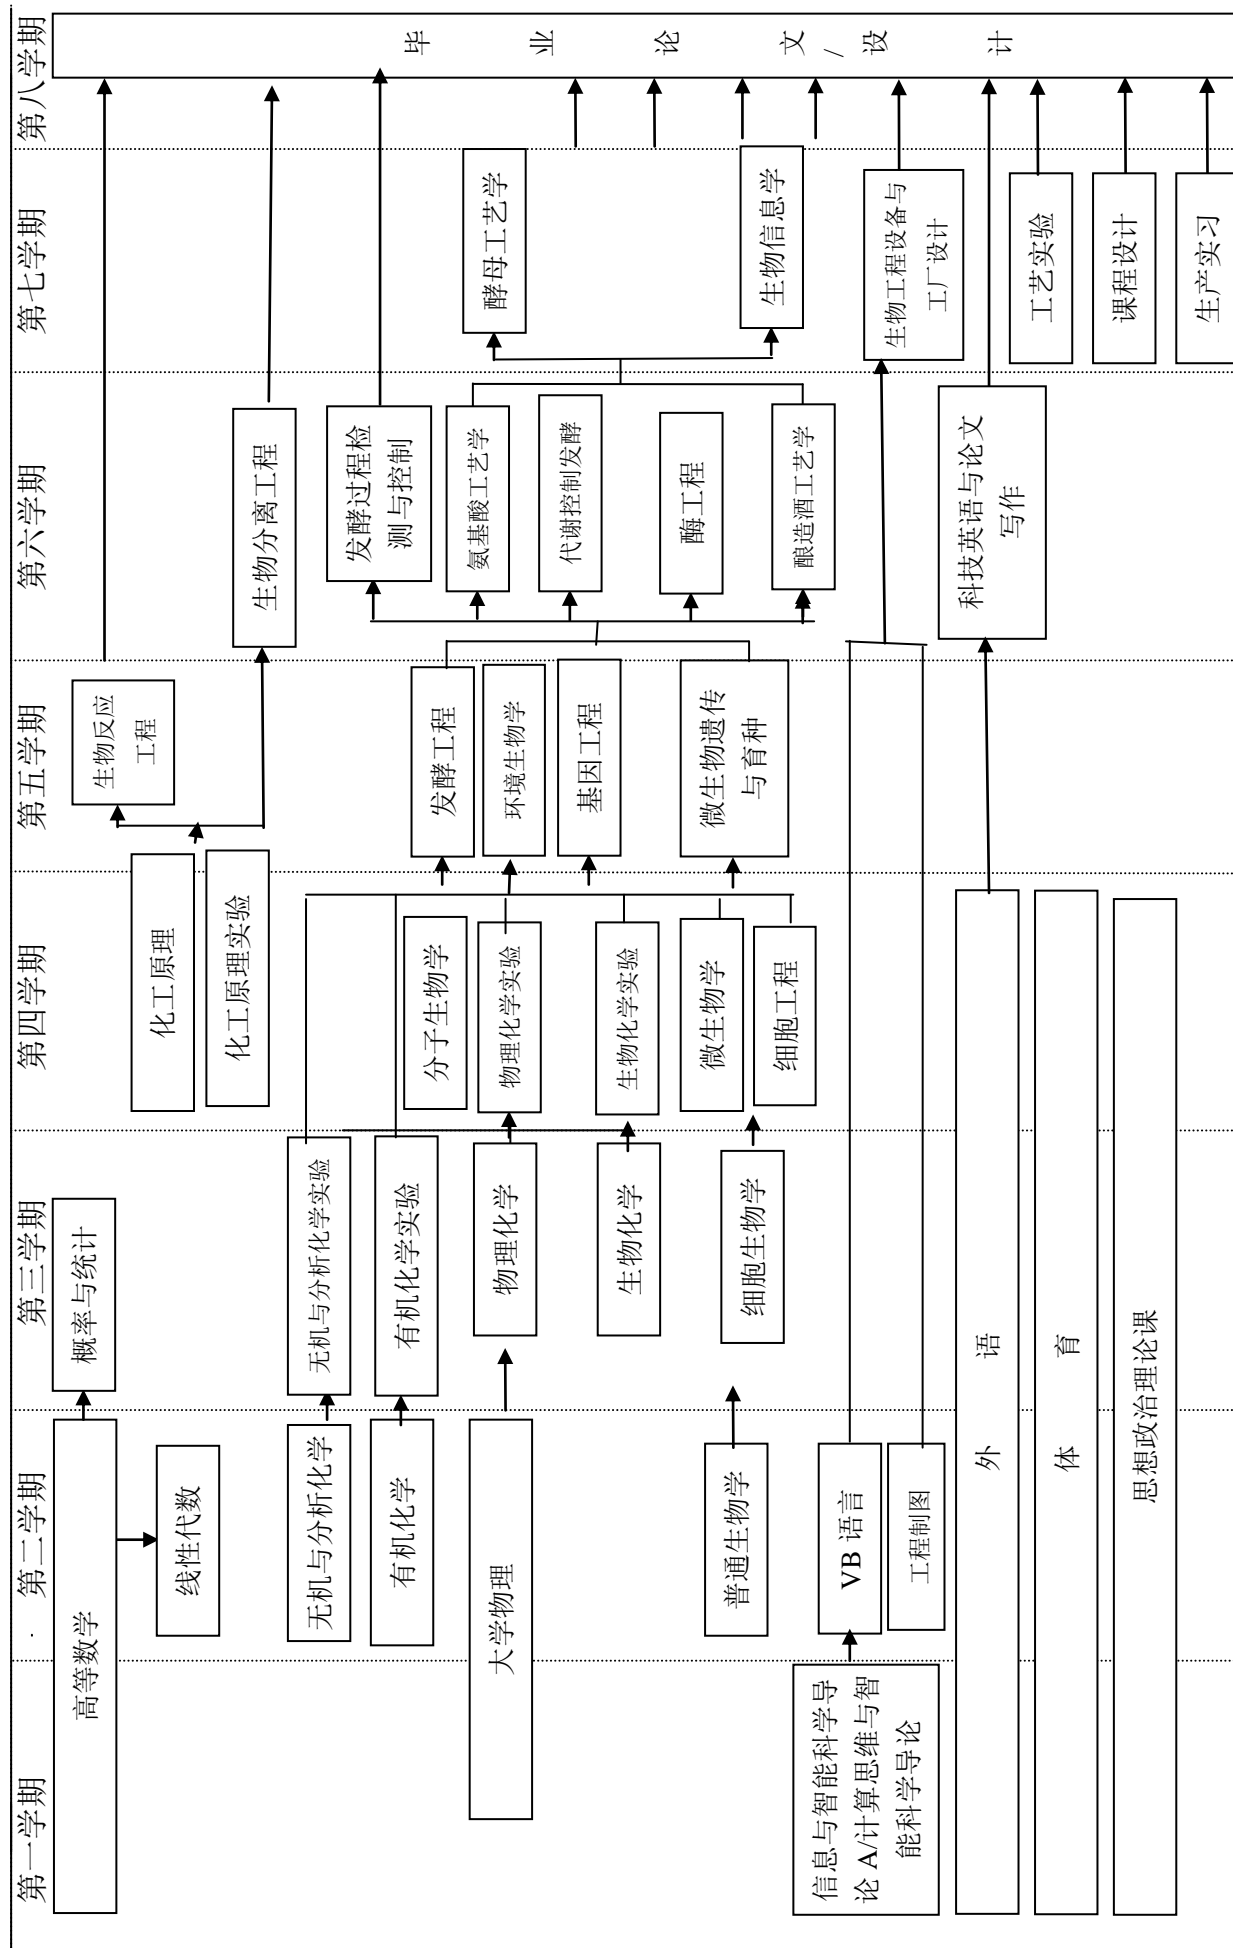 第一学期
第二学期
第三学期
第四学期
第五学期
第六学期
第七学期
第八学期
.
高等数学
概率与统计
线性代数
化工原理
化工原理实验
生物反应
工程
生物分离工程
无机与分析化学
无机与分析化学实验
有机化学
有机化学实验
大学物理
物理化学
生物化学
分子生物学
物理化学实验
生物化学实验
普通生物学
细胞生物学
微生物学
细胞工程
发酵工程
环境生物学
基因工程
微生物遗传
与育种
发酵过程检
测与控制
氨基酸工艺学
代谢控制发酵
酶工程
酿造酒工艺学
酵母工艺学
生物信息学
信息与智能科学导
论 A/计算思维与智
能科学导论
VB 语言
工程制图
生物工程设备与
工厂设计
外 语
科技英语与论文
写作
体 育
思想政治理论课
工艺实验
课程设计
生产实习
毕 业 论 文 / 设 计